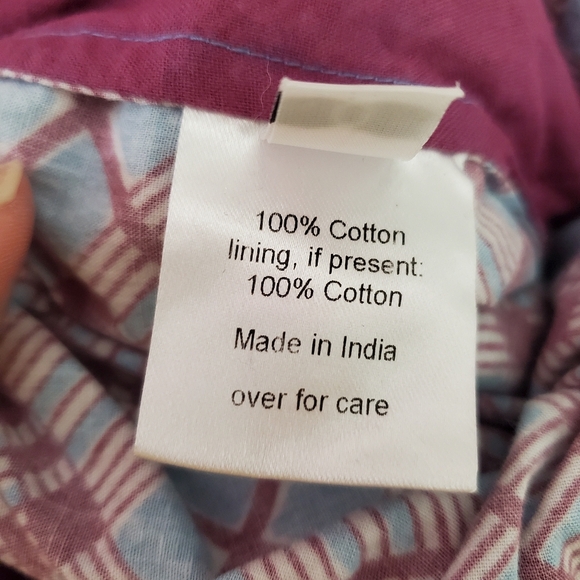 100% Cotton
lining, if present:
100% Cotton
Made in India
over for care